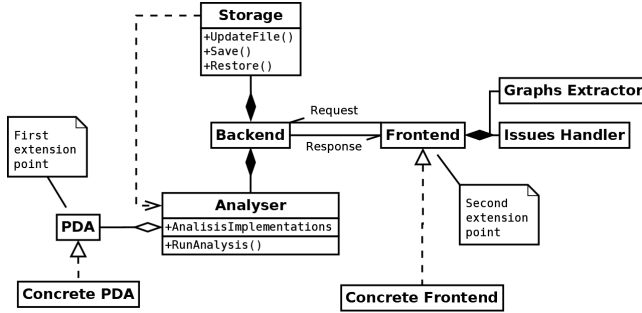 Storage
+UpdateFile()
+Save()
+Restore()
Graphs Extractor
Request
Backend
Frontend
Issues Handler
Response
First
extension
point
Analyser
+AnalisisImplementations
+RunAnalysis()
PDA
Second
extension
point
Concrete PDA
Concrete Frontend